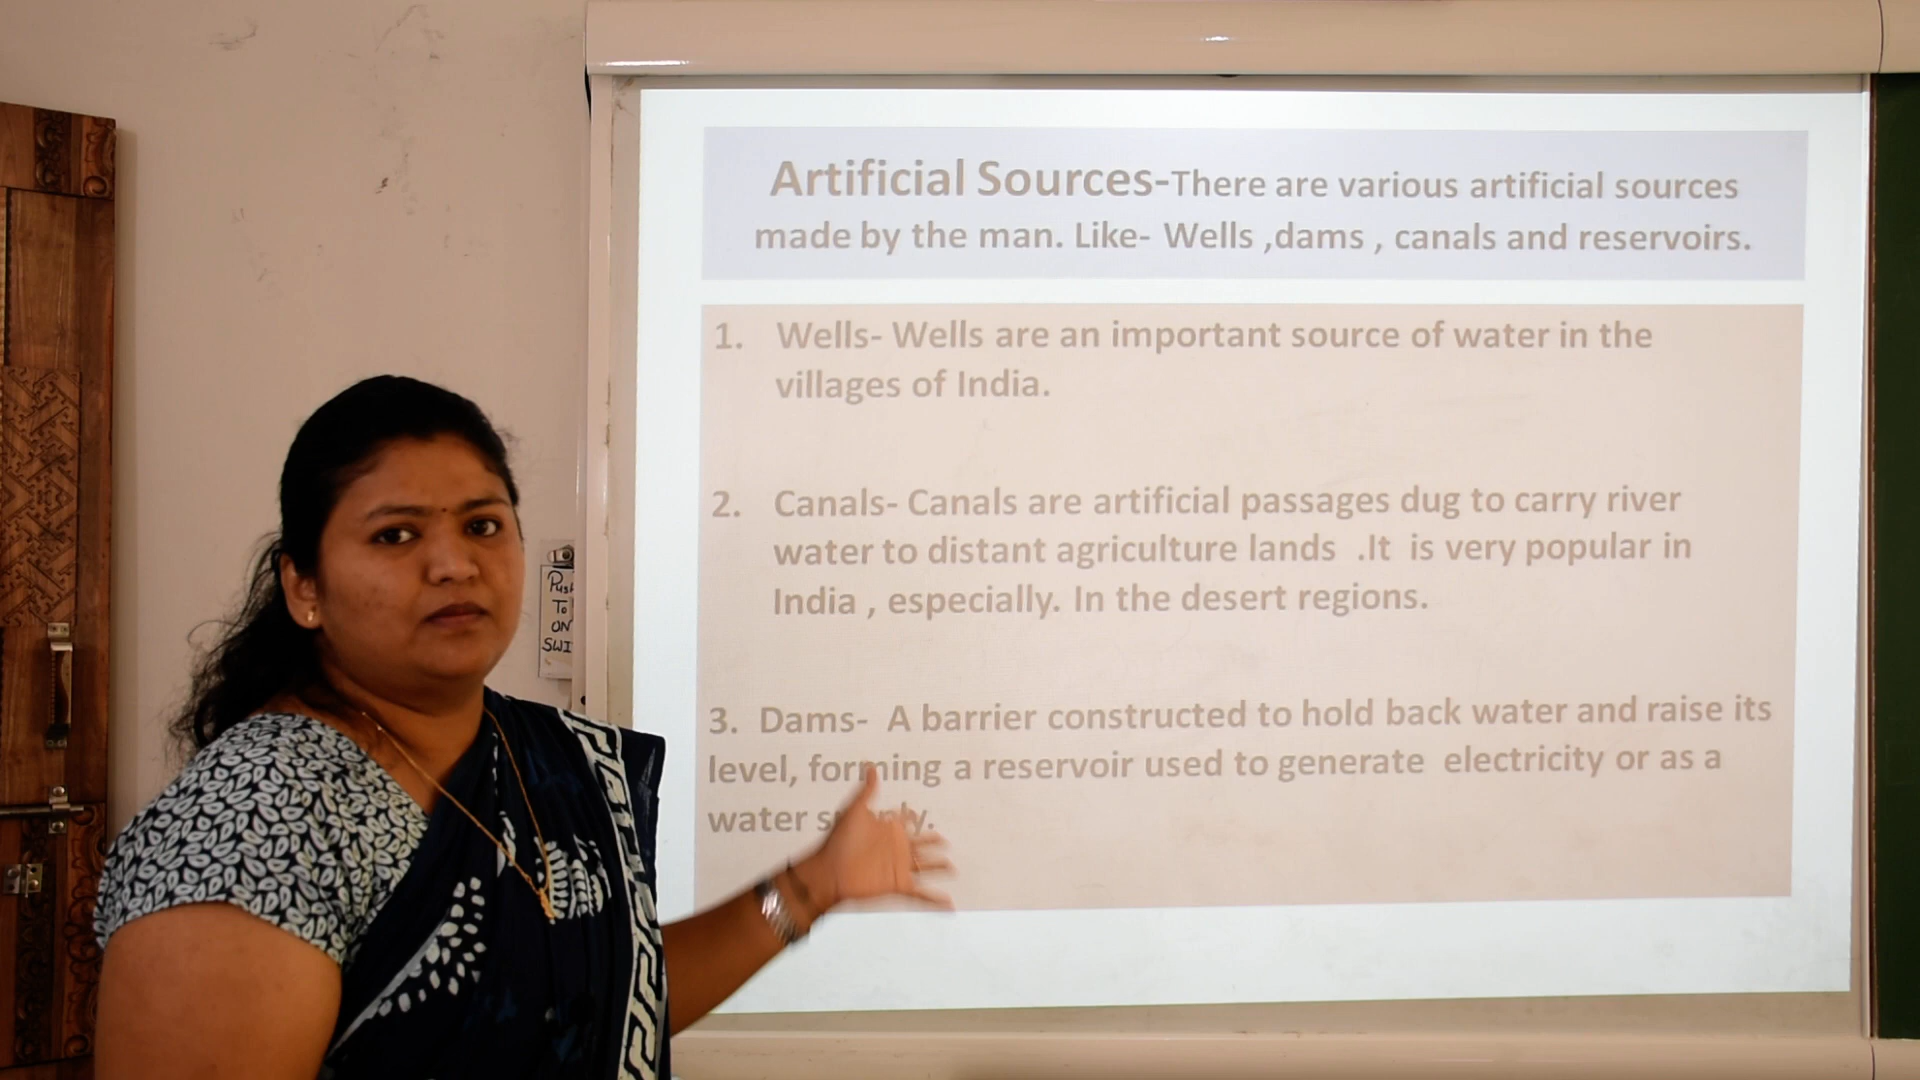 Artificial Sources-There are various artificial sources
made by the man. Like- Wells ,dams , canals and reservoirs.
1. Wells- Wells are an important source of water in the
villages of India.
2. Canals- Canals are artificial passages dug to carry river
water to distant agriculture lands .It is very popular in
India , especially. In the desert regions.
3. Dams- A barrier constructed to hold back water and raise its
level, forming a reservoir used to generate electricity or as a
water supply.
To
ON